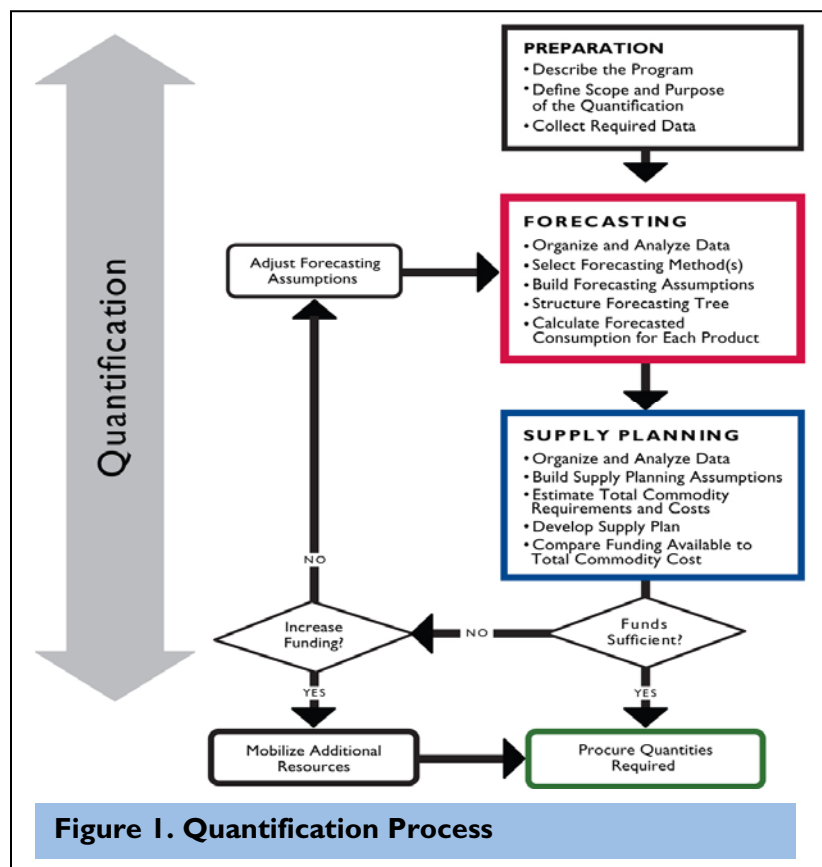 PREPARATION
• Describe the Program
• Define Scope and Purpose
of the Quantification
• Collect Required Data
FORECASTING
• Organize and Analyze Data
• Select Forecasting Method(s)
• Build Forecasting Assumptions
• Structure Forecasting Tree
• Calculate Forecasted
Consumption for Each Product
Adjust Forecasting
Assumptions
Quantification
SUPPLY PLANNING
• Organize and Analyze Data
• Build Supply Planning Assumptions
• Estimate Total Commodity
Requirements and Costs
• Develop Supply Plan
• Compare Funding Available to
Total Commodity Cost
NO
Increase
Funding?
NO
Funds
Sufficient?
YES
YES
Mobilize Additional
Resources
Procure Quantities
Required
Figure 1. Quantification Process